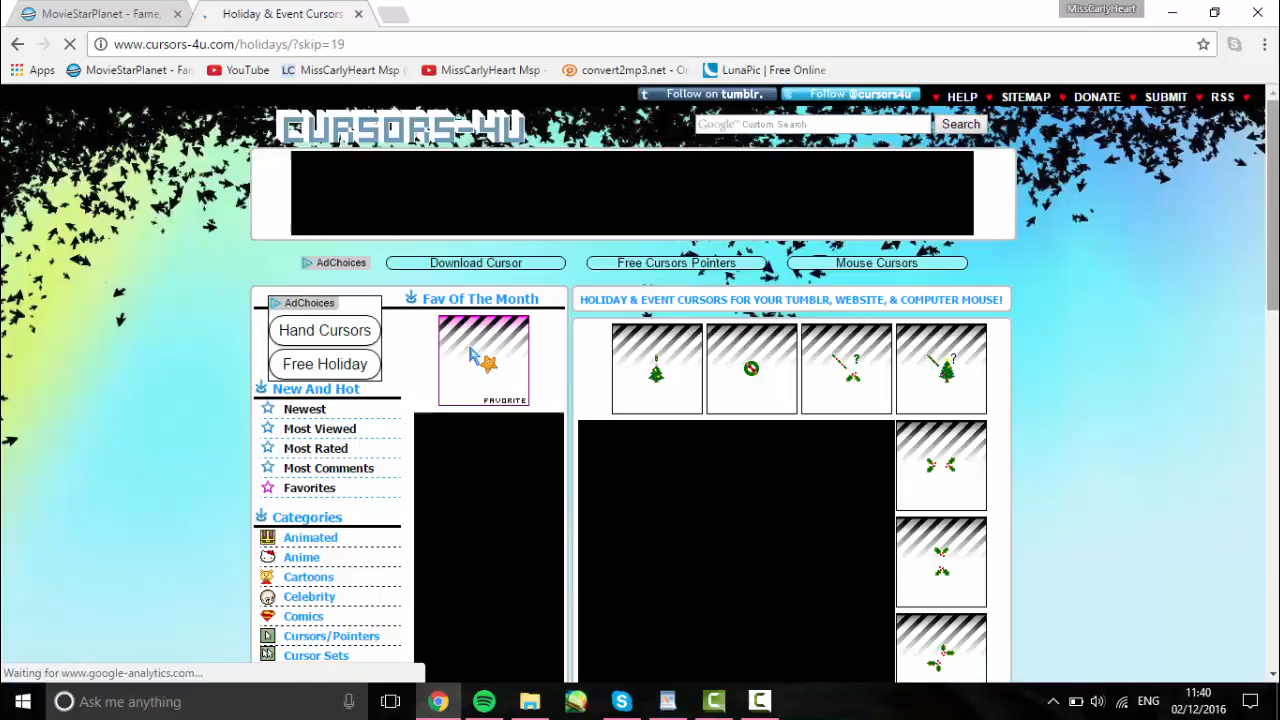 MovieStarPlanet - Fame,
Holiday & Event Cursors
MissCarlyHeart
www.cursors-4u.com/holidays/?skip=19
Apps
MovieStarPlanet - Fan
YouTube
LC MissCarlyHeart Msp (
MissCarlyHeart Msp -
convert2mp3.net - On
LunaPic | Free Online
t Follow on tumblr.
Follow @cursors4u
HELP
SITEMAP
DONATE
SUBMIT
RSS
CURSORS-4U
Google™ Custom Search
Search
AdChoices
Download Cursor
Free Cursors Pointers
Mouse Cursors
AdChoices
Hand Cursors
Free Holiday
Fav Of The Month
FAVORITE
HOLIDAY & EVENT CURSORS FOR YOUR TUMBLR, WEBSITE, & COMPUTER MOUSE!
?
?
New And Hot
Newest
Most Viewed
Most Rated
Most Comments
Favorites
Categories
Animated
Anime
Cartoons
Celebrity
Comics
Cursors/Pointers
Cursor Sets
Waiting for www.google-analytics.com...
Ask me anything
ENG
11:40
02/12/2016